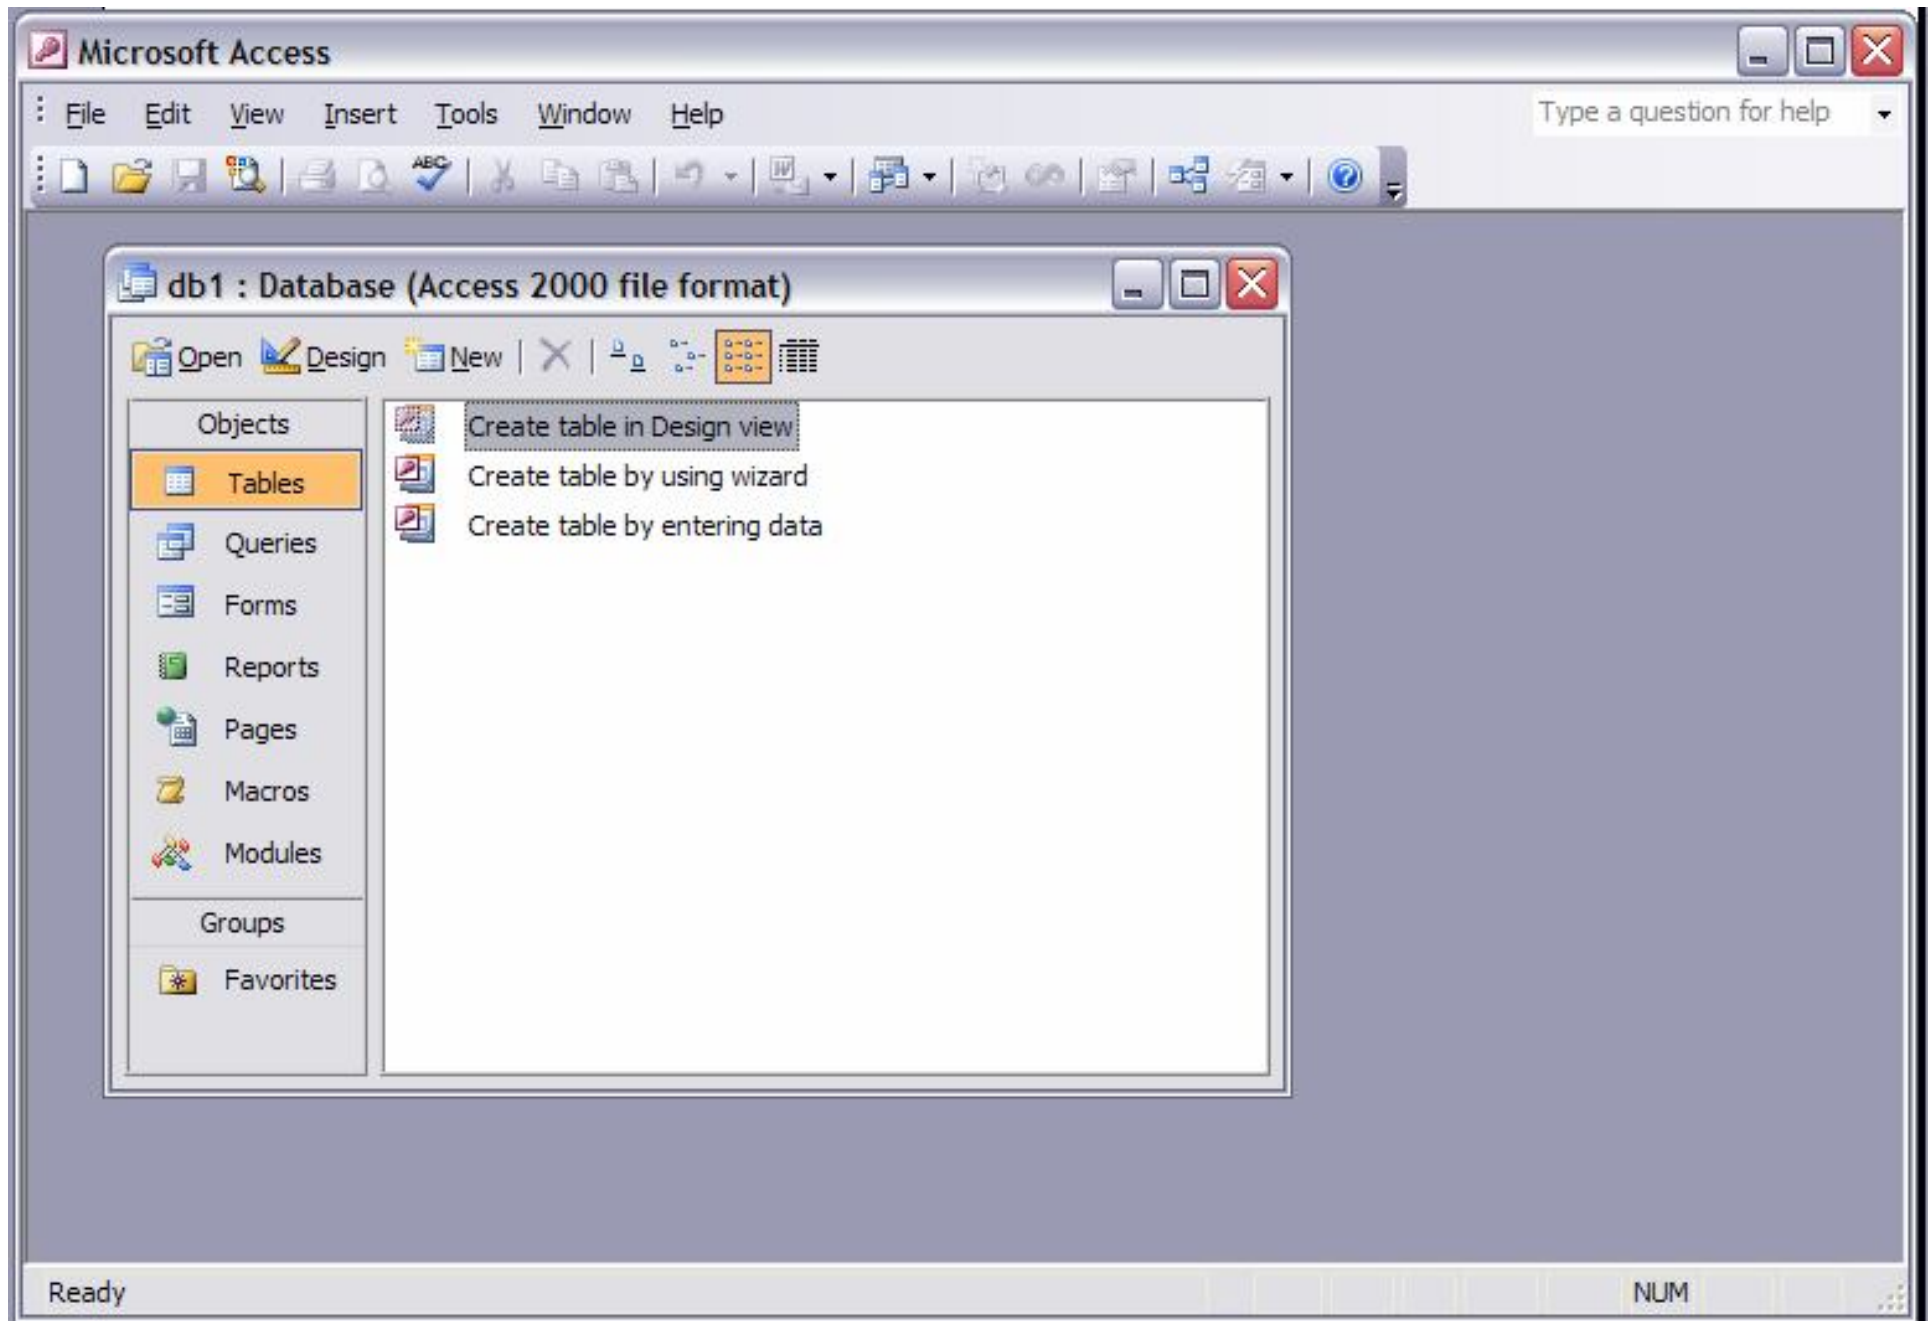 Microsoft Access
File Edit View Insert Tools Window Help Type a question for help
ABC
W
db1 : Database (Access 2000 file format)
Open Design New
Objects
Create table in Design view
Tables
Create table by using wizard
Create table by entering data
Queries
Forms
Reports
Pages
Macros
Modules
Groups
Favorites
Ready NUM